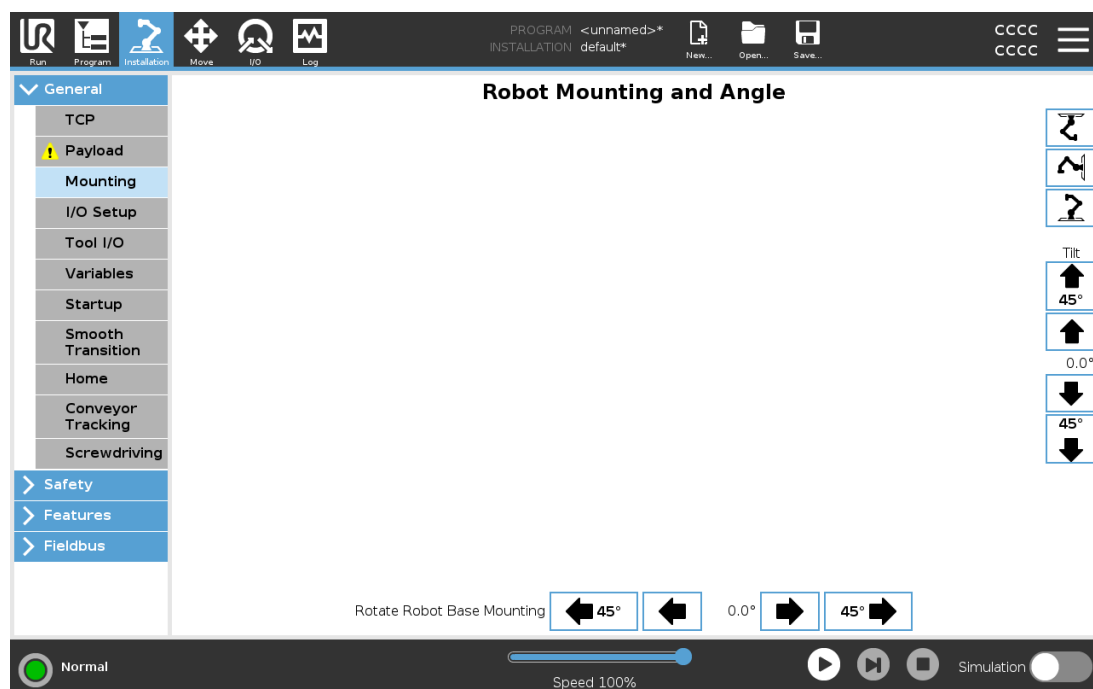 PROGRAM <unnamed>*
INSTALLATION default*
CCCC
CCCC
Run
Program
Installation
Move
I/O
Log
New...
Open...
Save...
General
Robot Mounting and Angle
TCP
Payload
Mounting
I/O Setup
Tool I/O
Variables
Startup
Smooth
Transition
Home
Conveyor
Tracking
Screwdriving
Safety
Features
Fieldbus
Tilt
45°
0.0°
45°
Rotate Robot Base Mounting 45° 0.0° 45°
Normal
Speed 100%
Simulation